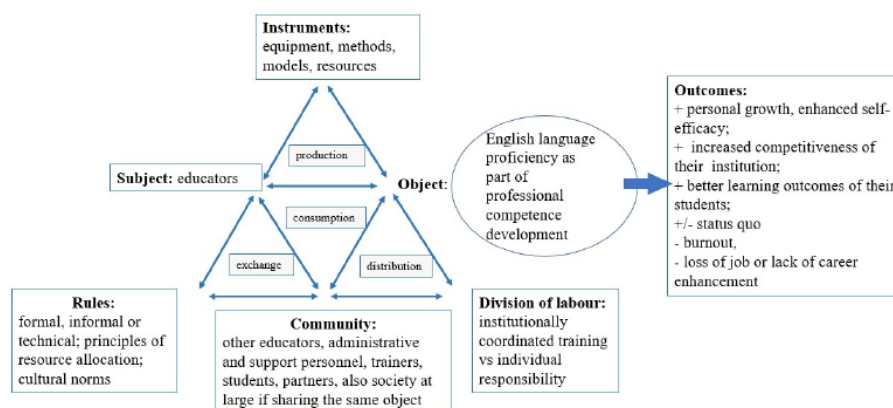 Instruments:
equipment, methods,
models, resources
production
Subject: educators
Object:
English language
proficiency as
part of
professional
competence
development
Outcomes:
+ personal growth, enhanced self-
efficacy;
+ increased competitiveness of
their institution;
+ better learning outcomes of their
students;
+/- status quo
- burnout,
- loss of job or lack of career
enhancement
consumption
exchange
distribution
Rules:
formal, informal or
technical; principles of
resource allocation;
cultural norms
Community:
other educators, administrative
and support personnel, trainers,
students, partners, also society at
large if sharing the same object
Division of labour:
institutionally
coordinated training
vs individual
responsibility